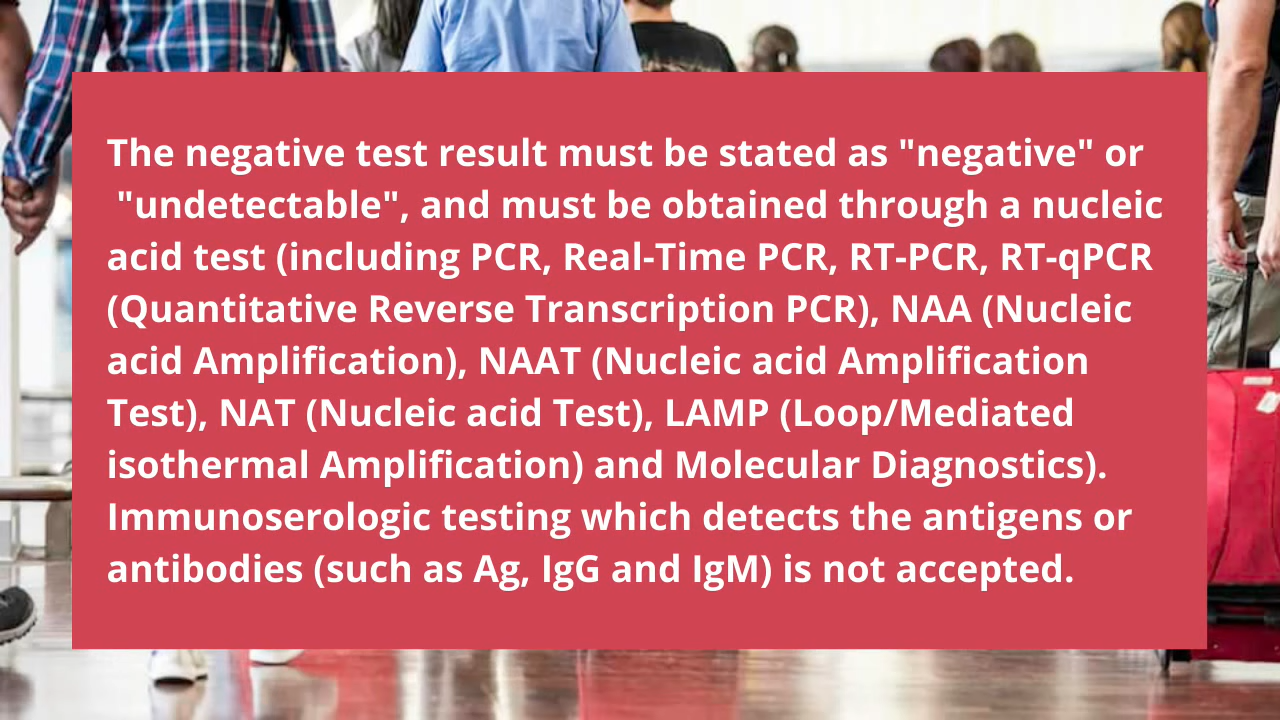 The negative test result must be stated as "negative" or
"undetectable", and must be obtained through a nucleic
acid test (including PCR, Real-Time PCR, RT-PCR, RT-qPCR
(Quantitative Reverse Transcription PCR), NAA (Nucleic
acid Amplification), NAAT (Nucleic acid Amplification
Test), NAT (Nucleic acid Test), LAMP (Loop/Mediated
isothermal Amplification) and Molecular Diagnostics).
Immunoserologic testing which detects the antigens or
antibodies (such as Ag, IgG and IgM) is not accepted.